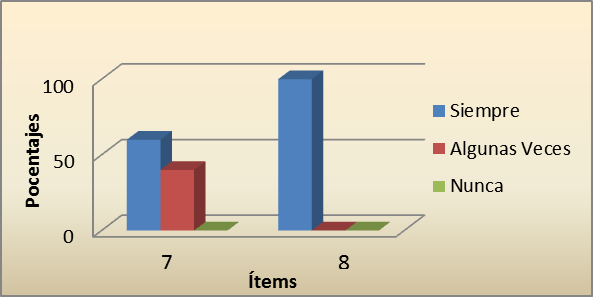 Pocentajes
100
50
0
7
8
Ítems
Siempre
Algunas Veces
Nunca